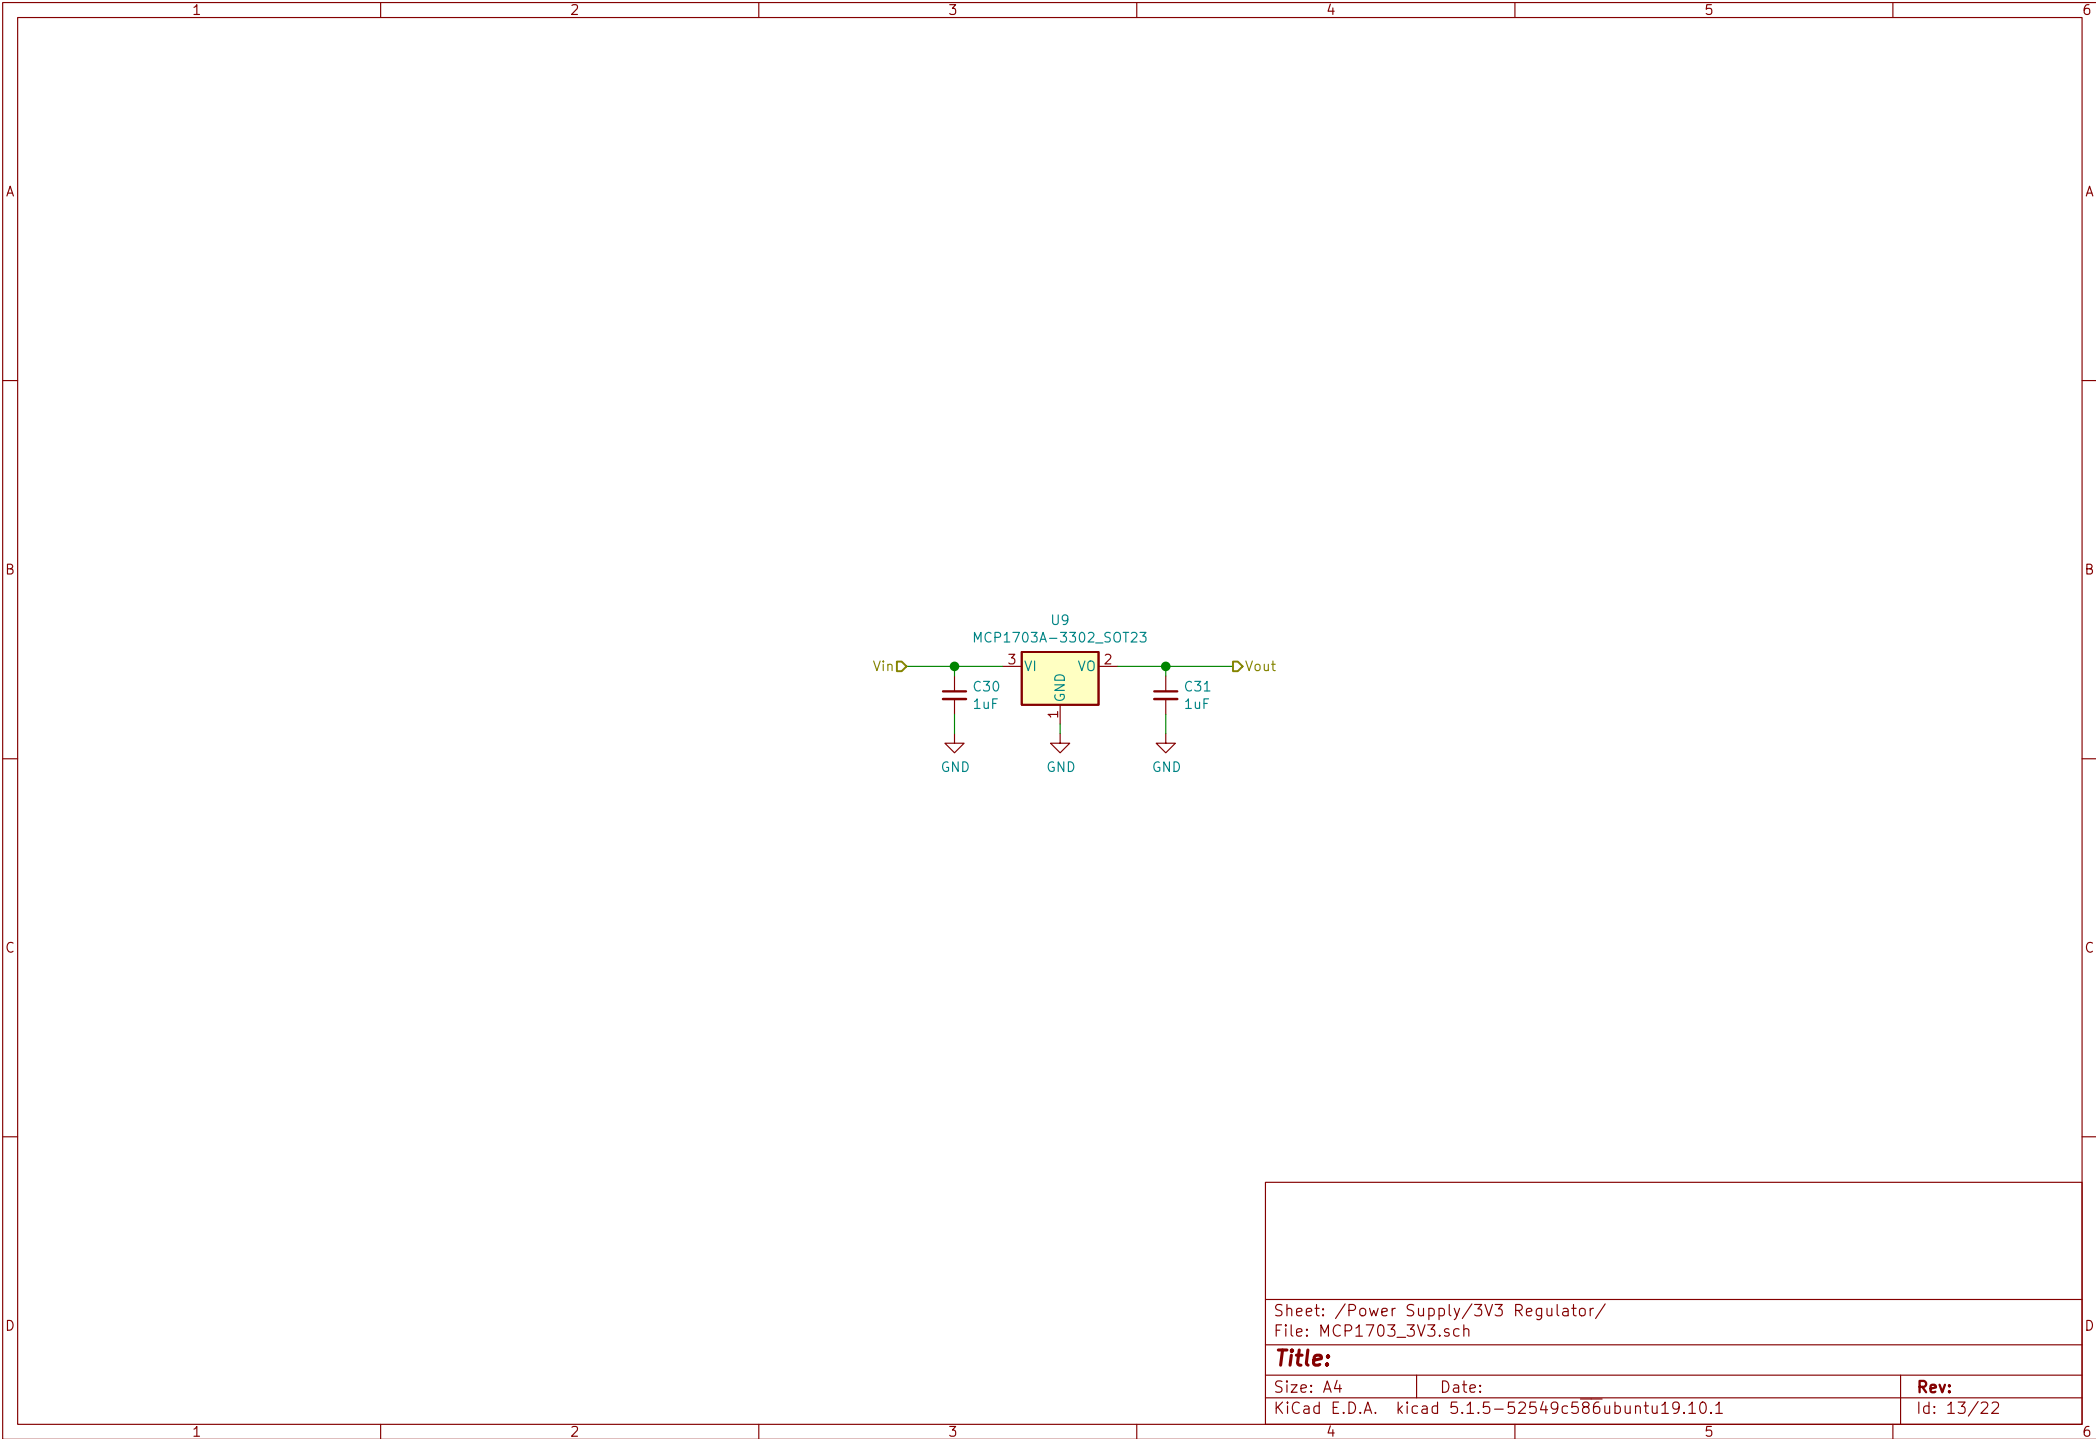 1 2 3 4 5 6
A A
B B
U9
MCP1703A-3302_SOT23
Vin 3 VI VO 2 Vout
GND
C30
1uF
C31
1uF
1
GND GND GND
C C
Sheet: /Power Supply/3V3 Regulator/
File: MCP1703_3V3.sch
D D
Title:
Size: A4 Date: Rev:
KiCad E.D.A. kicad 5.1.5-52549c586ubuntu19.10.1 Id: 13/22
1 2 3 4 5 6